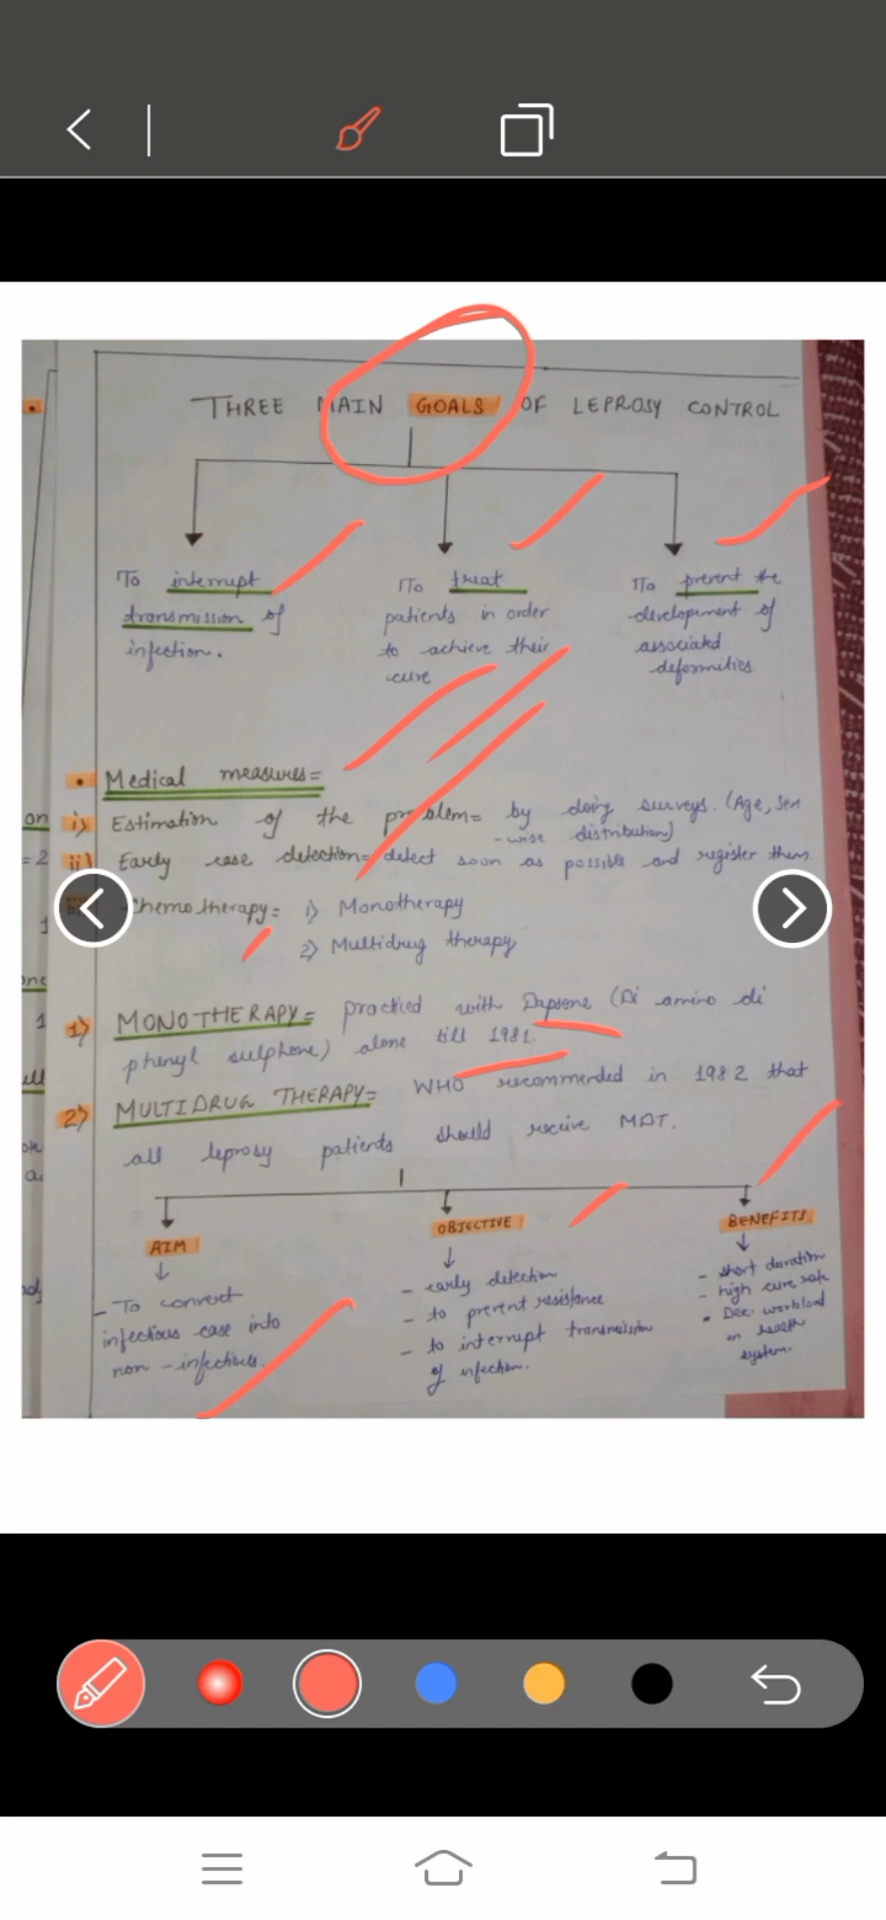 THREE MAIN GOALS OF LEPROSY CONTROL
To interrupt
transmission of
infection.
To treat
patients in order
to achieve their
cure
To prevent the
development of
associated
deformities
• Medical measures =
i) Estimation of the problem = by doing surveys. (Age, sex
- wise distribution)
ii) Early case detection = detect soon as possible and register them.
Chemotherapy = 1) Monotherapy
2) Multidrug therapy
1) MONOTHERAPY = practied with Dapsone (Di amino di
phenyl sulphone) alone till 1981.
2) MULTIDRUG THERAPY = WHO recommended in 1982 that
all leprosy patients should receive MDT.
AIM
- To convert
infectious case into
non - infectious.
OBJECTIVE
- early detection
- to prevent resistance
- to interrupt transmission
of infection.
BENEFITS
- short duration
- high cure rate
• Dec. workload
on health
system.